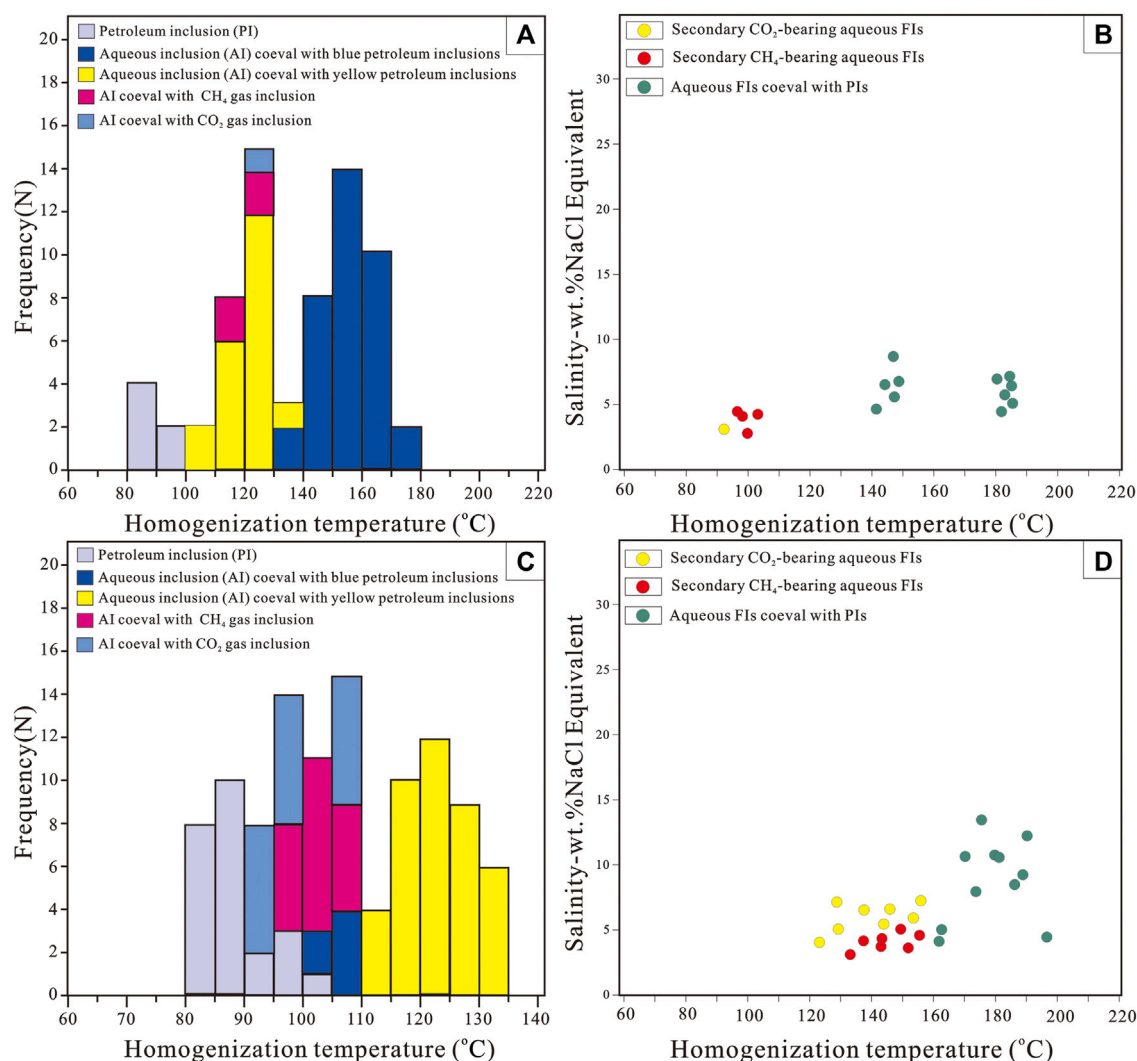 A
Petroleum inclusion (PI)
Aqueous inclusion (AI) coeval with blue petroleum inclusions
Aqueous inclusion (AI) coeval with yellow petroleum inclusions
AI coeval with CH₄ gas inclusion
AI coeval with CO₂ gas inclusion
Frequency(N)
20
18
16
14
12
10
8
6
4
2
0
60 80 100 120 140 160 180 200 220
Homogenization temperature (°C)
B
Secondary CO₂-bearing aqueous FIs
Secondary CH₄-bearing aqueous FIs
Aqueous FIs coeval with PIs
Salinity-wt.%NaCl Equivalent
30
25
20
15
10
5
0
60 80 100 120 140 160 180 200 220
Homogenization temperature (°C)
C
Petroleum inclusion (PI)
Aqueous inclusion (AI) coeval with blue petroleum inclusions
Aqueous inclusion (AI) coeval with yellow petroleum inclusions
AI coeval with CH₄ gas inclusion
AI coeval with CO₂ gas inclusion
Frequency(N)
20
18
16
14
12
10
8
6
4
2
0
60 70 80 90 100 110 120 130 140
Homogenization temperature (°C)
D
Secondary CO₂-bearing aqueous FIs
Secondary CH₄-bearing aqueous FIs
Aqueous FIs coeval with PIs
Salinity-wt.%NaCl Equivalent
30
25
20
15
10
5
0
60 80 100 120 140 160 180 200 220
Homogenization temperature (°C)